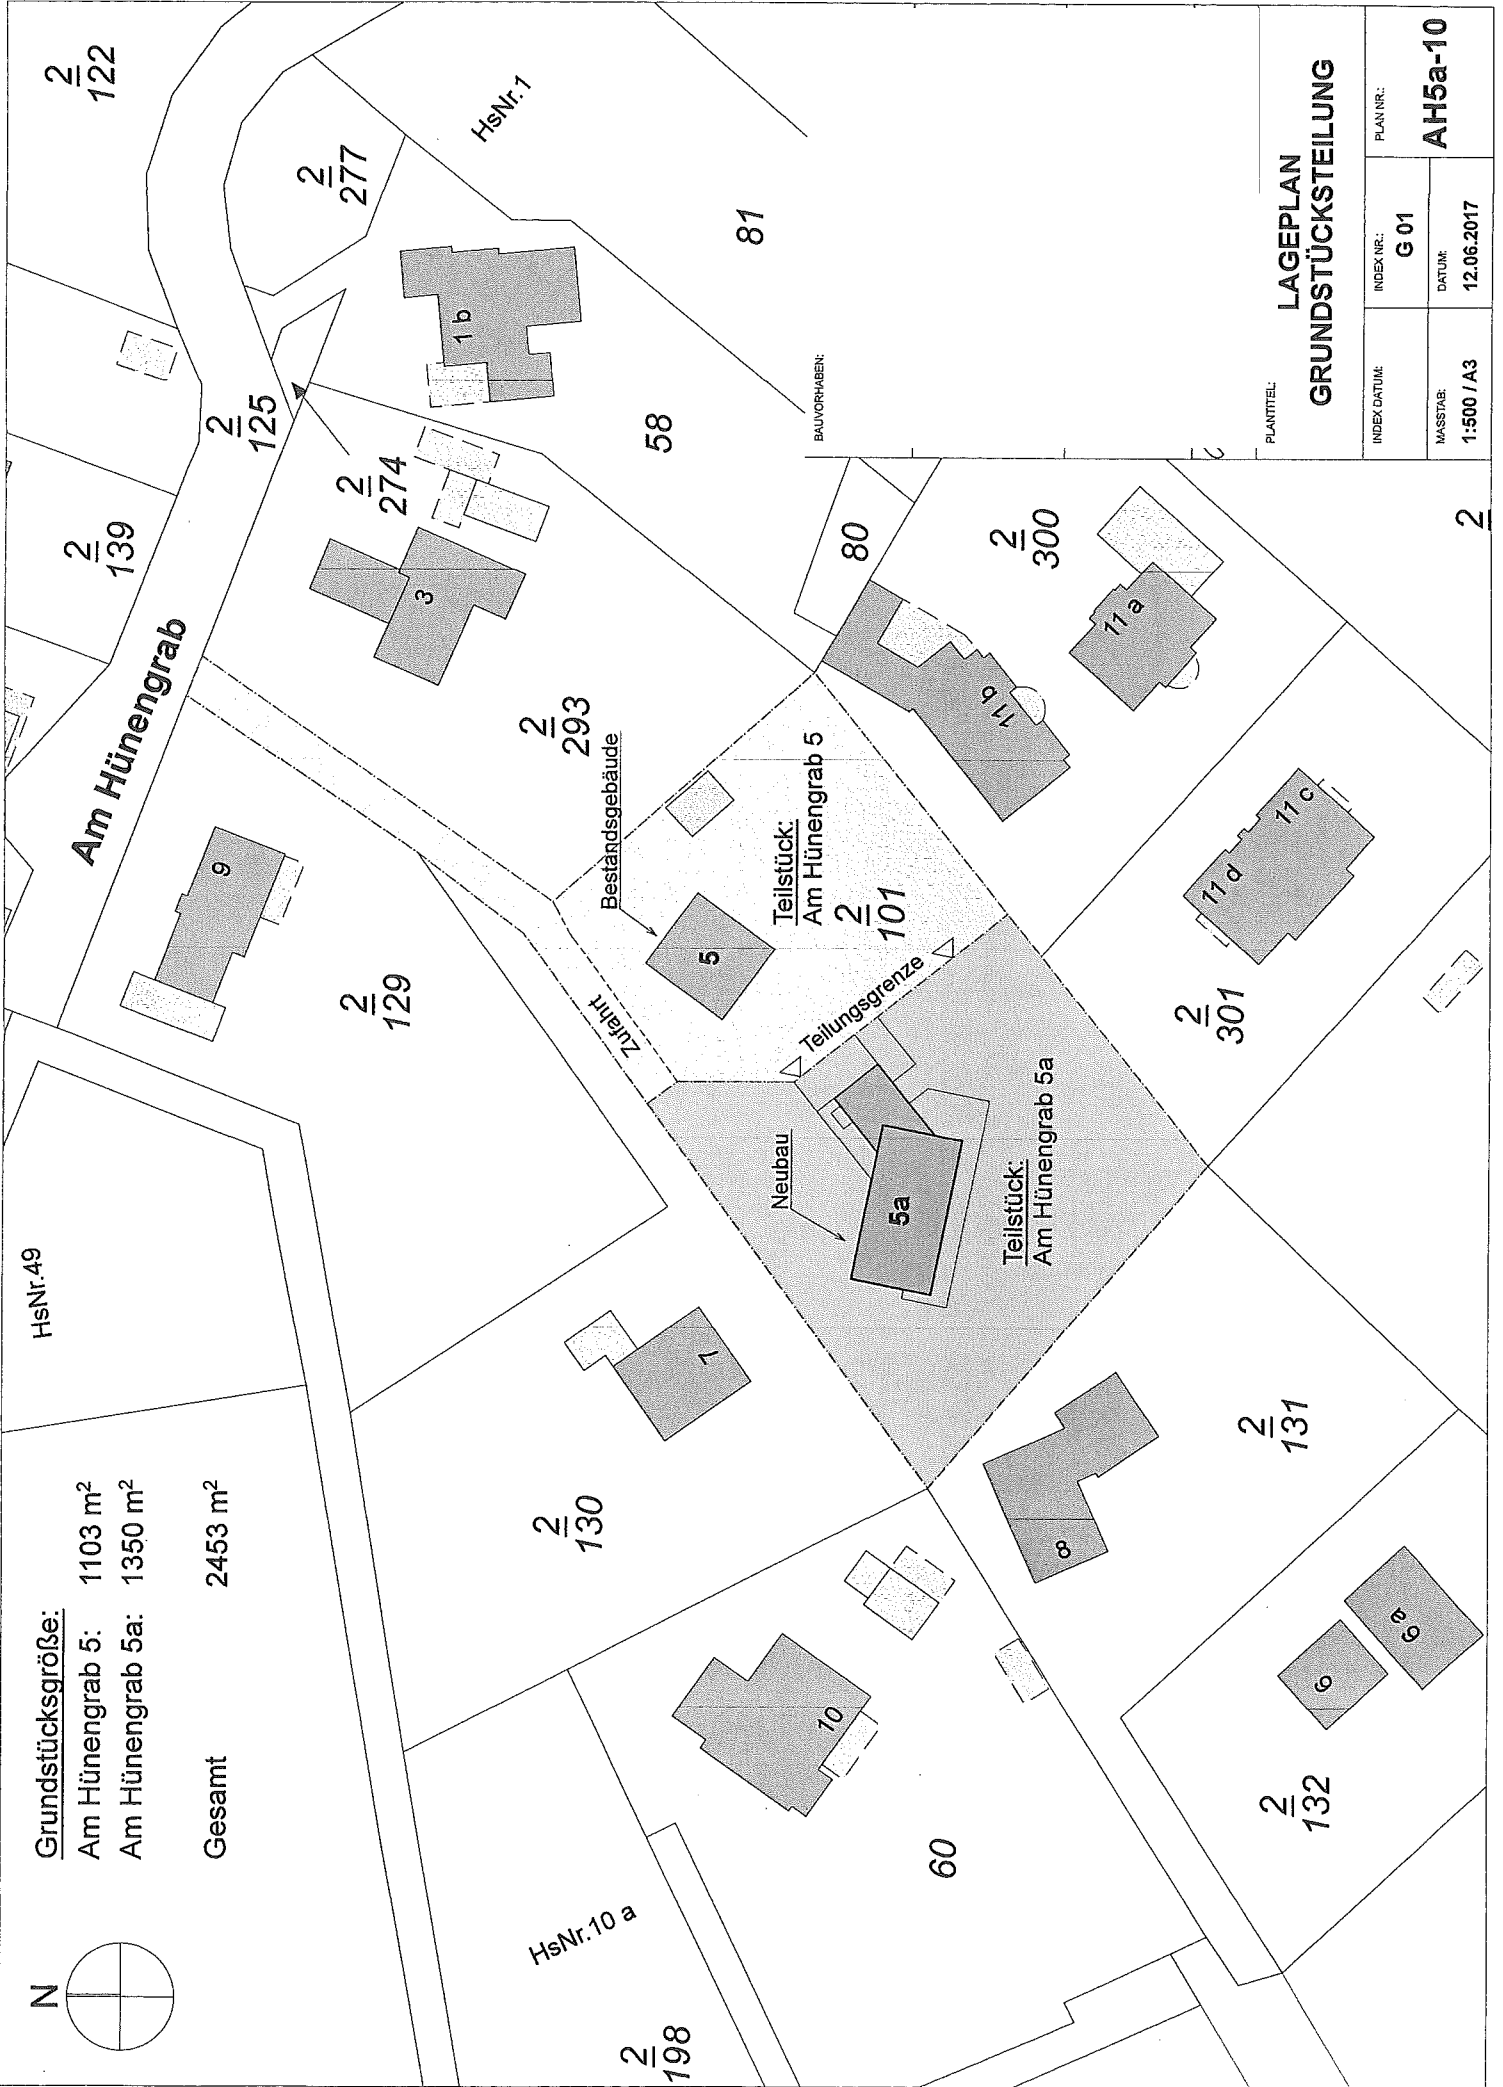 N
Grundstücksgröße:
Am Hünengrab 5: 1103 m²
Am Hünengrab 5a: 1350 m²
Gesamt 2453 m²
HsNr.49
2
122
2
139
2
125
2
277
HsNr.1
2
274
Am Hünengrab
9
2
129
3
1 b
81
58
2
293
Bestandsgebäude
5
Teilstück:
Am Hünengrab 5
2
101
Zufahrt
Teilungsgrenze
Neubau
5a
Teilstück:
Am Hünengrab 5a
7
2
130
HsNr.10 a
2
198
10
60
80
11 b
11 a
2
300
11 d
11 c
2
301
8
2
131
6
6a
2
132
2
BAUVORHABEN:
PLANTITEL:
LAGEPLAN
GRUNDSTÜCKSTEILUNG
INDEX DATUM:
INDEX NR.:
G 01
PLAN NR.:
AH5a-10
MASSTAB:
1:500 / A3
DATUM:
12.06.2017